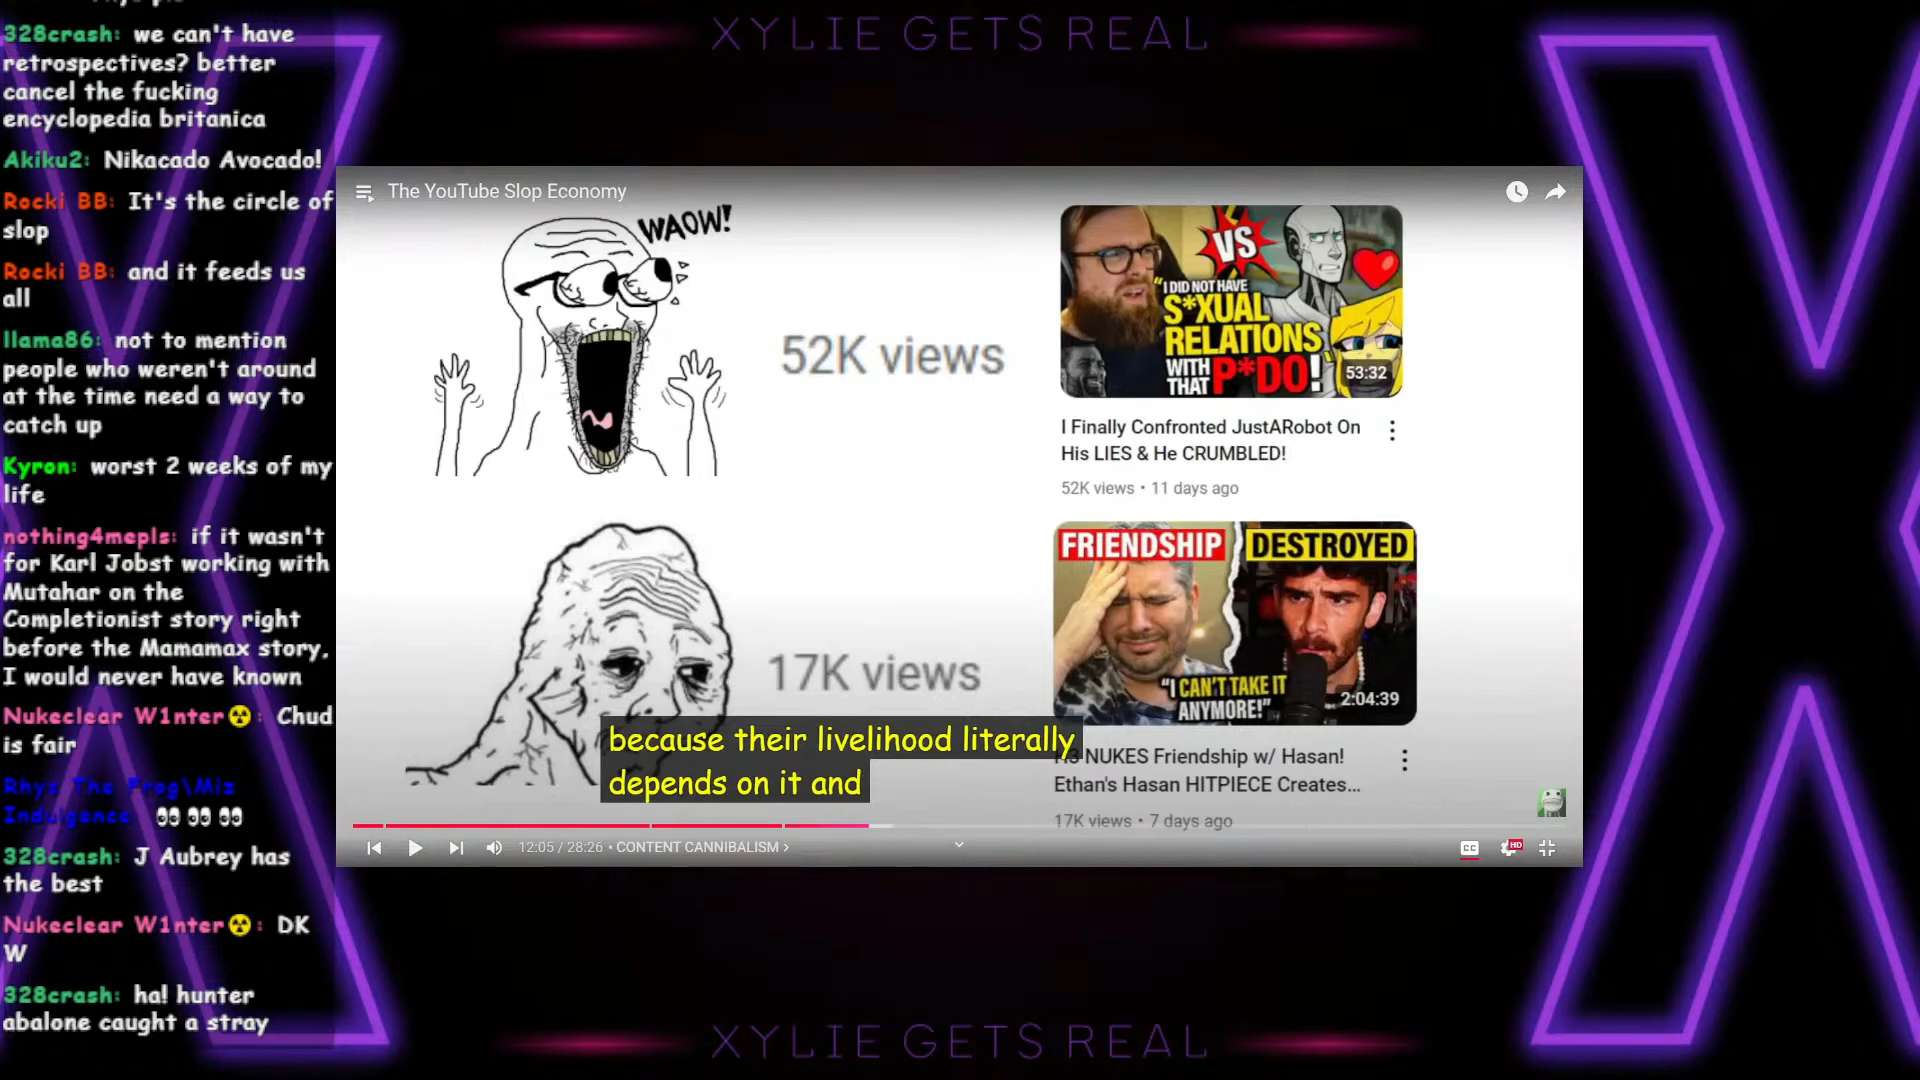 XYLIE GETS REAL
328crash: we can't have
retrospectives? better
cancel the fucking
encyclopedia britanica
Akiku2: Nikacado Avocado!
Rocki BB: It's the circle of
slop
Rocki BB: and it feeds us
all
llama86: not to mention
people who weren't around
at the time need a way to
catch up
Kyron: worst 2 weeks of my
life
nothing4mepls: if it wasn't
for Karl Jobst working with
Mutahar on the
Completionist story right
before the Mamamax story,
I would never have known
Nukeclear W1nter☢: Chud
is fair
Rhys The Frog\Miz
Indulgence: 👀👀👀
328crash: J Aubrey has
the best
Nukeclear W1nter☢: DK
W
328crash: ha! hunter
abalone caught a stray
The YouTube Slop Economy
WAOW!
52K views
VS
"I DID NOT HAVE
S*XUAL
RELATIONS
WITH
THAT P*DO!"
53:32
I Finally Confronted JustARobot On
His LIES & He CRUMBLED!
52K views • 11 days ago
17K views
FRIENDSHIP DESTROYED
"I CAN'T TAKE IT
ANYMORE!"
2:04:39
H3 NUKES Friendship w/ Hasan!
Ethan's Hasan HITPIECE Creates...
17K views • 7 days ago
because their livelihood literally
depends on it and
12:05 / 28:26 • CONTENT CANNIBALISM >
CC
HD
XYLIE GETS REAL